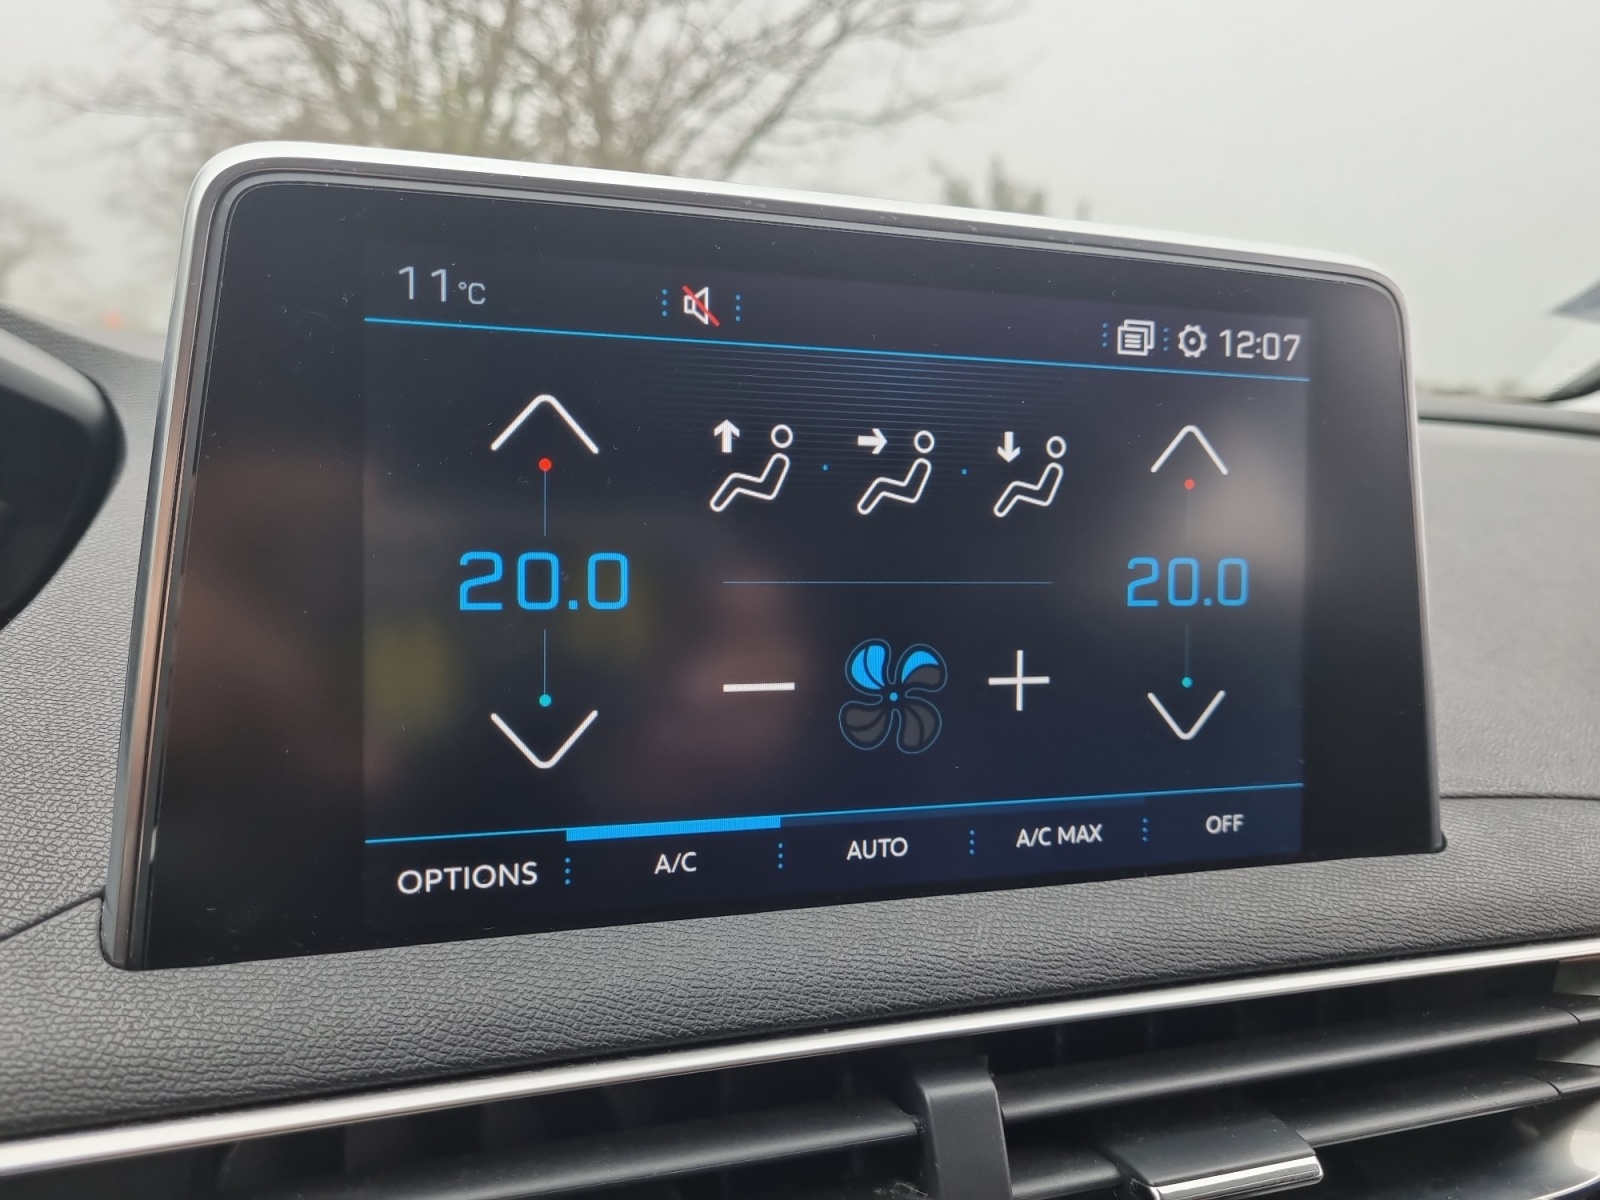 11°C
12:07
20.0
20.0
OPTIONS
A/C
AUTO
A/C MAX
OFF